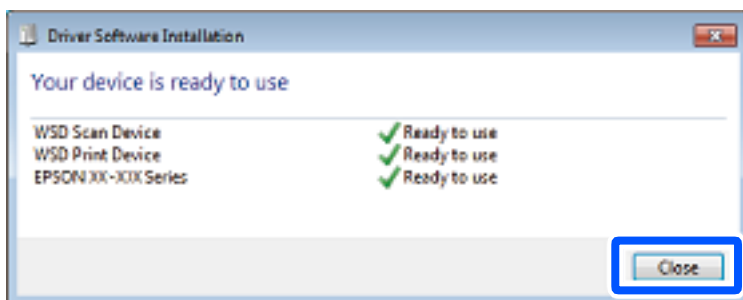 Driver Software Installation
Your device is ready to use
WSD Scan Device Ready to use
WSD Print Device Ready to use
EPSON XX-XXX Series Ready to use
Close